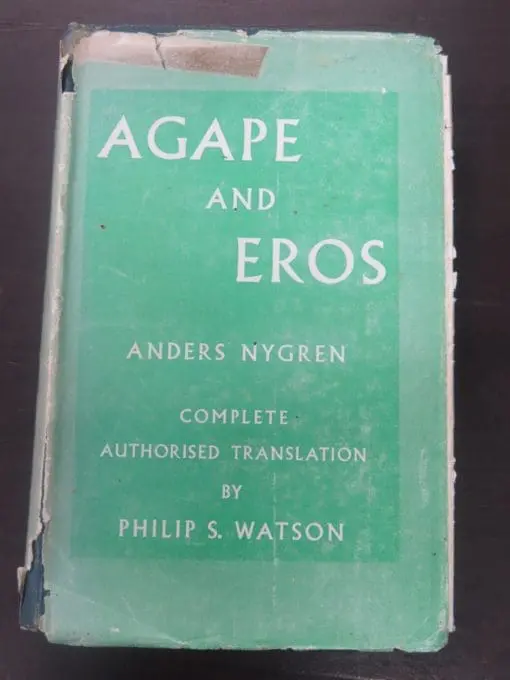 AGAPE
AND
EROS
ANDERS NYGREN
COMPLETE
AUTHORISED TRANSLATION
BY
PHILIP S. WATSON